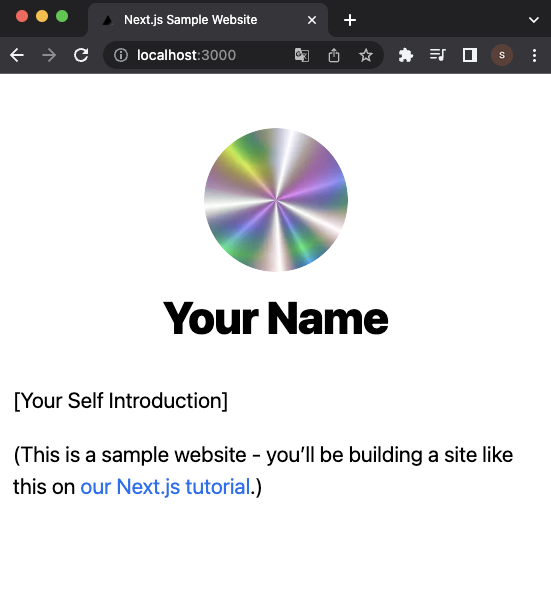 Next.js Sample Website
localhost:3000
s
Your Name
[Your Self Introduction]
(This is a sample website - you’ll be building a site like
this on our Next.js tutorial.)